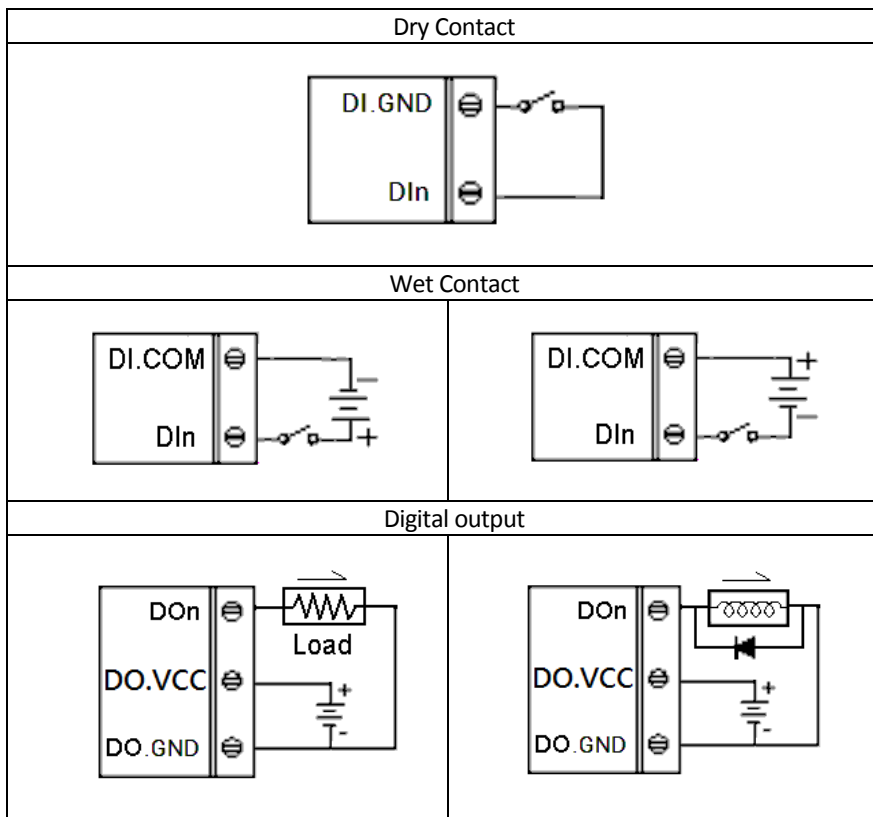 Dry Contact
DI.GND
DIn
Wet Contact
DI.COM
−
DIn
+
DI.COM
+
DIn
−
Digital output
DOn
Load
DO.VCC
+
-
DO.GND
DOn
DO.VCC
+
-
DO.GND